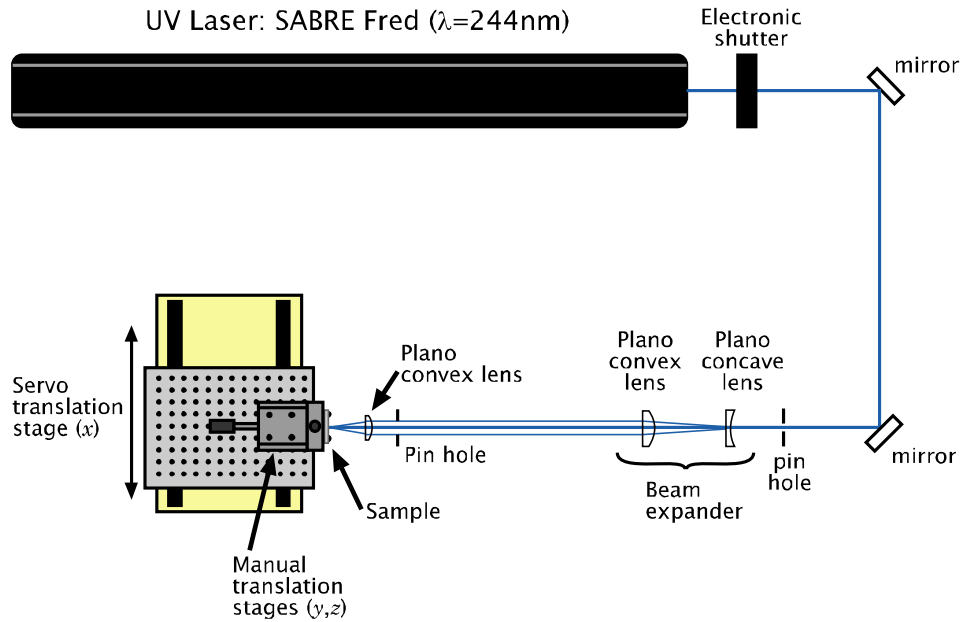 UV Laser: SABRE Fred (λ=244nm)
Electronic
shutter
mirror
Servo
translation
stage (x)
Plano
convex lens
Pin hole
Sample
Manual
translation
stages (y,z)
Plano
convex
lens
Plano
concave
lens
Beam
expander
pin
hole
mirror